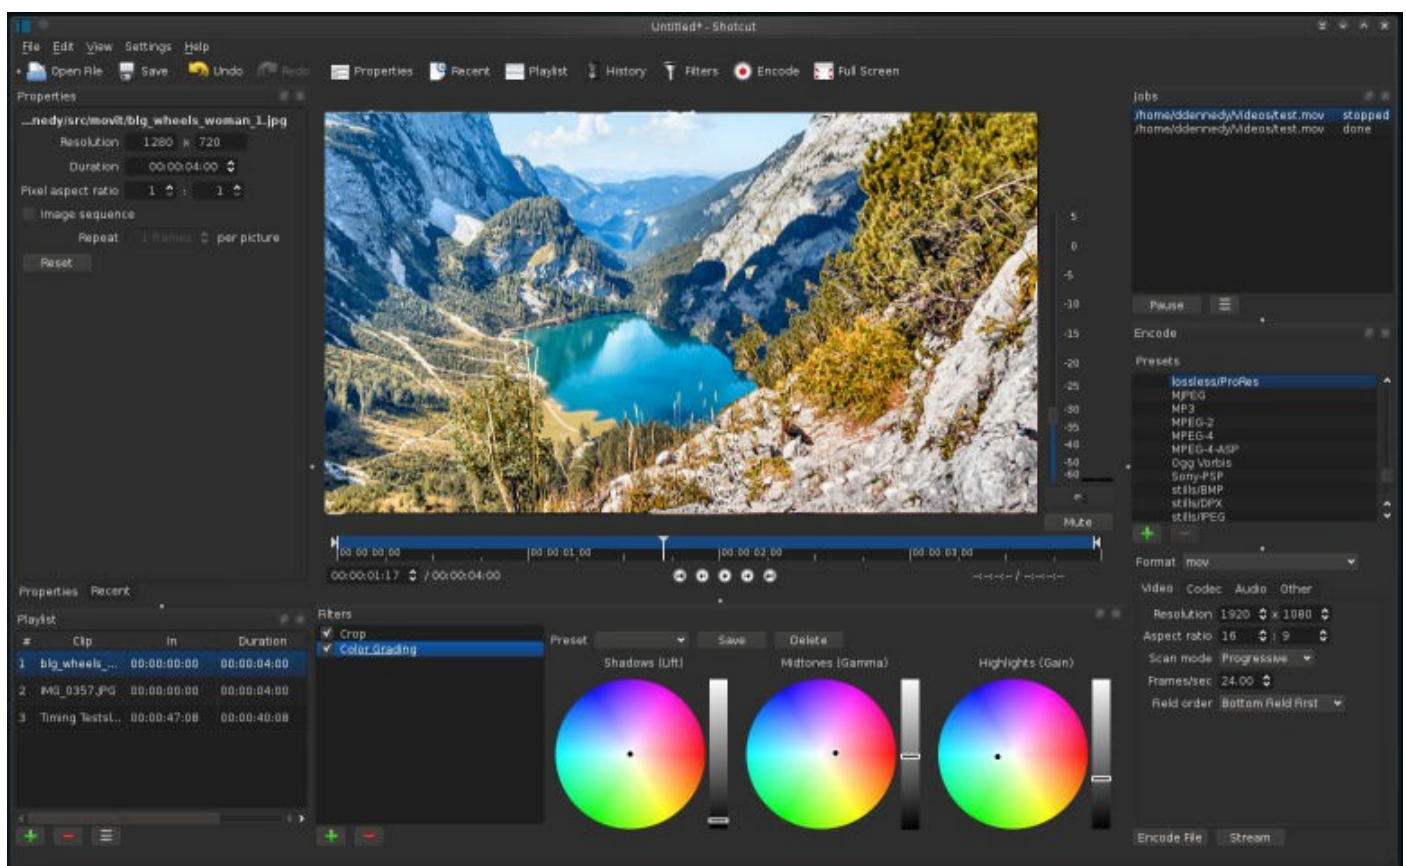 Untitled* - Shotcut
File Edit View Settings Help
Open File Save Undo Redo Properties Recent Playlist History Filters Encode Full Screen
Properties
...nedy/src/movit/blg_wheels_woman_1.jpg
Resolution 1280 x 720
Duration 00:00:04:00
Pixel aspect ratio 1 : 1
Image sequence
Repeat 1 frames per picture
Reset
Properties Recent
Playlist
# Clip In Duration
1 blg_wheels_... 00:00:00:00 00:00:04:00
2 IMG_0357.JPG 00:00:00:00 00:00:04:00
3 Timing Testsl... 00:00:47:08 00:00:40:08
5
0
-5
-10
-15
-20
-25
-30
-35
-40
-50
-60
Mute
00:00:00:00 00:00:01:00 00:00:02:00 00:00:03:00
00:00:01:17 / 00:00:04:00 --:--:--:-- / --:--:--:--
Filters
Crop
Color Grading
Preset Save Delete
Shadows (Lift) Midtones (Gamma) Highlights (Gain)
Jobs
/home/ddennedy/Videos/test.mov stopped
/home/ddennedy/Videos/test.mov done
Pause
Encode
Presets
lossless/ProRes
MJPEG
MP3
MPEG-2
MPEG-4
MPEG-4-ASP
Ogg Vorbis
Sony-PSP
stills/BMP
stills/DPX
stills/JPEG
Format mov
Video Codec Audio Other
Resolution 1920 x 1080
Aspect ratio 16 : 9
Scan mode Progressive
Frames/sec 24.00
Field order Bottom Field First
Encode File Stream